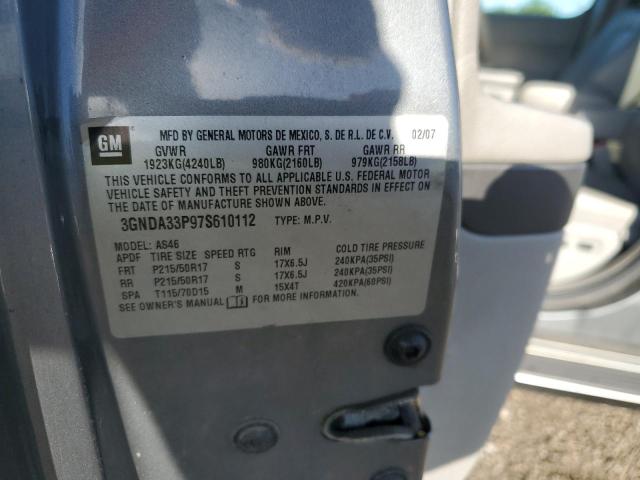 GM
MFD BY GENERAL MOTORS DE MEXICO, S. DE R.L. DE C.V. 02/07
GVWR GAWR FRT GAWR RR
1923KG(4240LB) 980KG(2160LB) 979KG(2158LB)
THIS VEHICLE CONFORMS TO ALL APPLICABLE U.S. FEDERAL MOTOR
VEHICLE SAFETY AND THEFT PREVENTION STANDARDS IN EFFECT ON
THE DATE OF MANUFACTURE SHOWN ABOVE.
3GNDA33P97S610112 TYPE: M.P.V.
MODEL: AS46
APDF TIRE SIZE SPEED RTG RIM COLD TIRE PRESSURE
FRT P215/50R17 S 17X6.5J 240KPA(35PSI)
RR P215/50R17 S 17X6.5J 240KPA(35PSI)
SPA T115/70D15 M 15X4T 420KPA(60PSI)
SEE OWNER'S MANUAL FOR MORE INFORMATION.